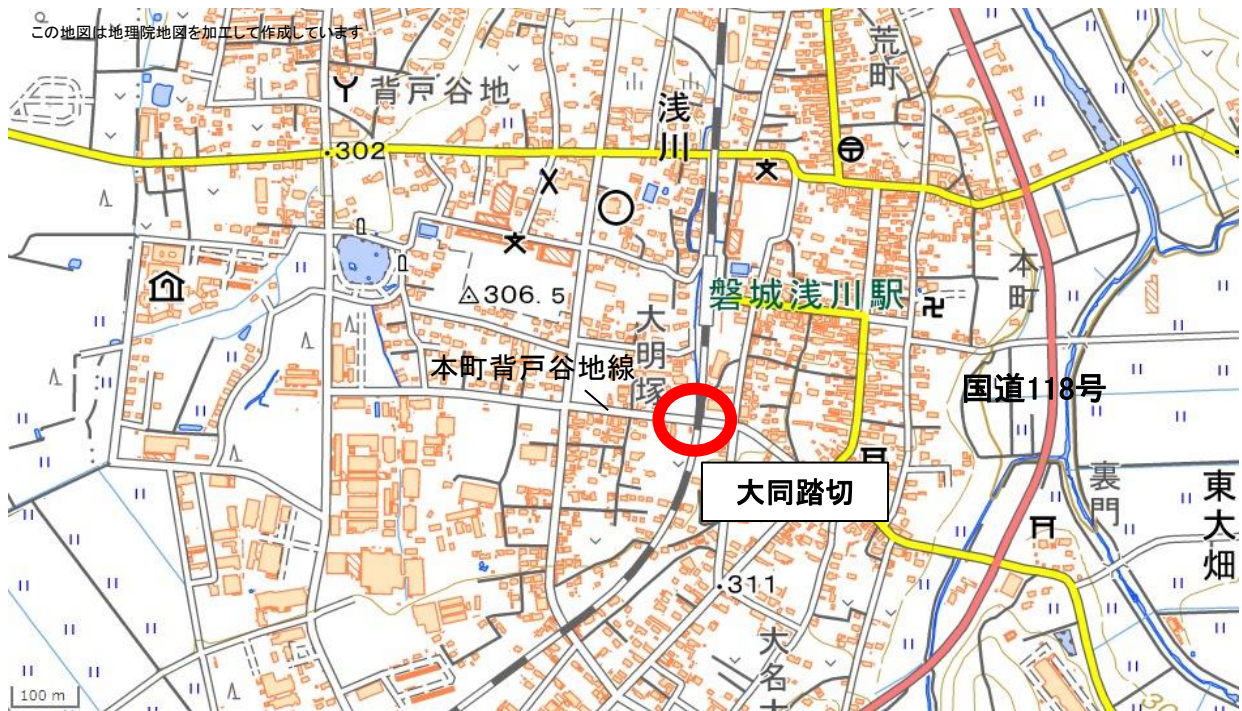 この地図は地理院地図を加工して作成しています
背戸谷地
浅川
荒町
302
306.5
磐城浅川駅
本町
大明塚
本町背戸谷地線
国道118号
大同踏切
裏門
東大畑
311
大名
100 m